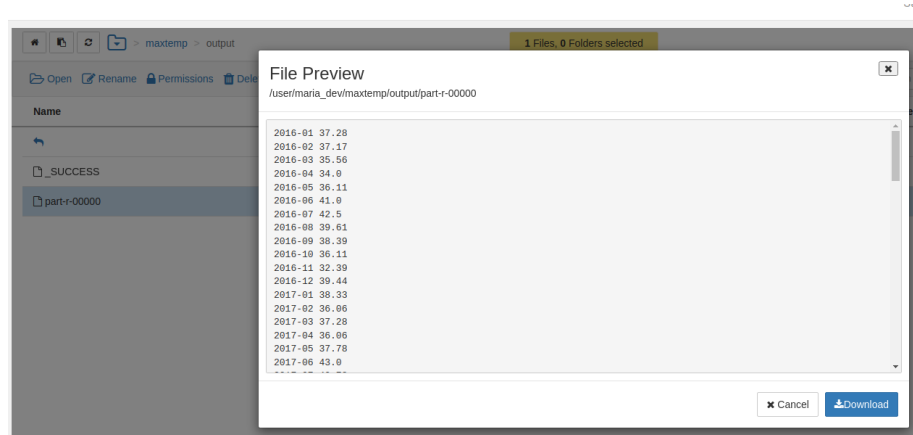 > maxtemp > output
1 Files, 0 Folders selected
Open Rename Permissions Dele
Name
_SUCCESS
part-r-00000
File Preview
/user/maria_dev/maxtemp/output/part-r-00000
2016-01 37.28
2016-02 37.17
2016-03 35.56
2016-04 34.0
2016-05 36.11
2016-06 41.0
2016-07 42.5
2016-08 39.61
2016-09 38.39
2016-10 36.11
2016-11 32.39
2016-12 39.44
2017-01 38.33
2017-02 36.06
2017-03 37.28
2017-04 36.06
2017-05 37.78
2017-06 43.0
Cancel Download